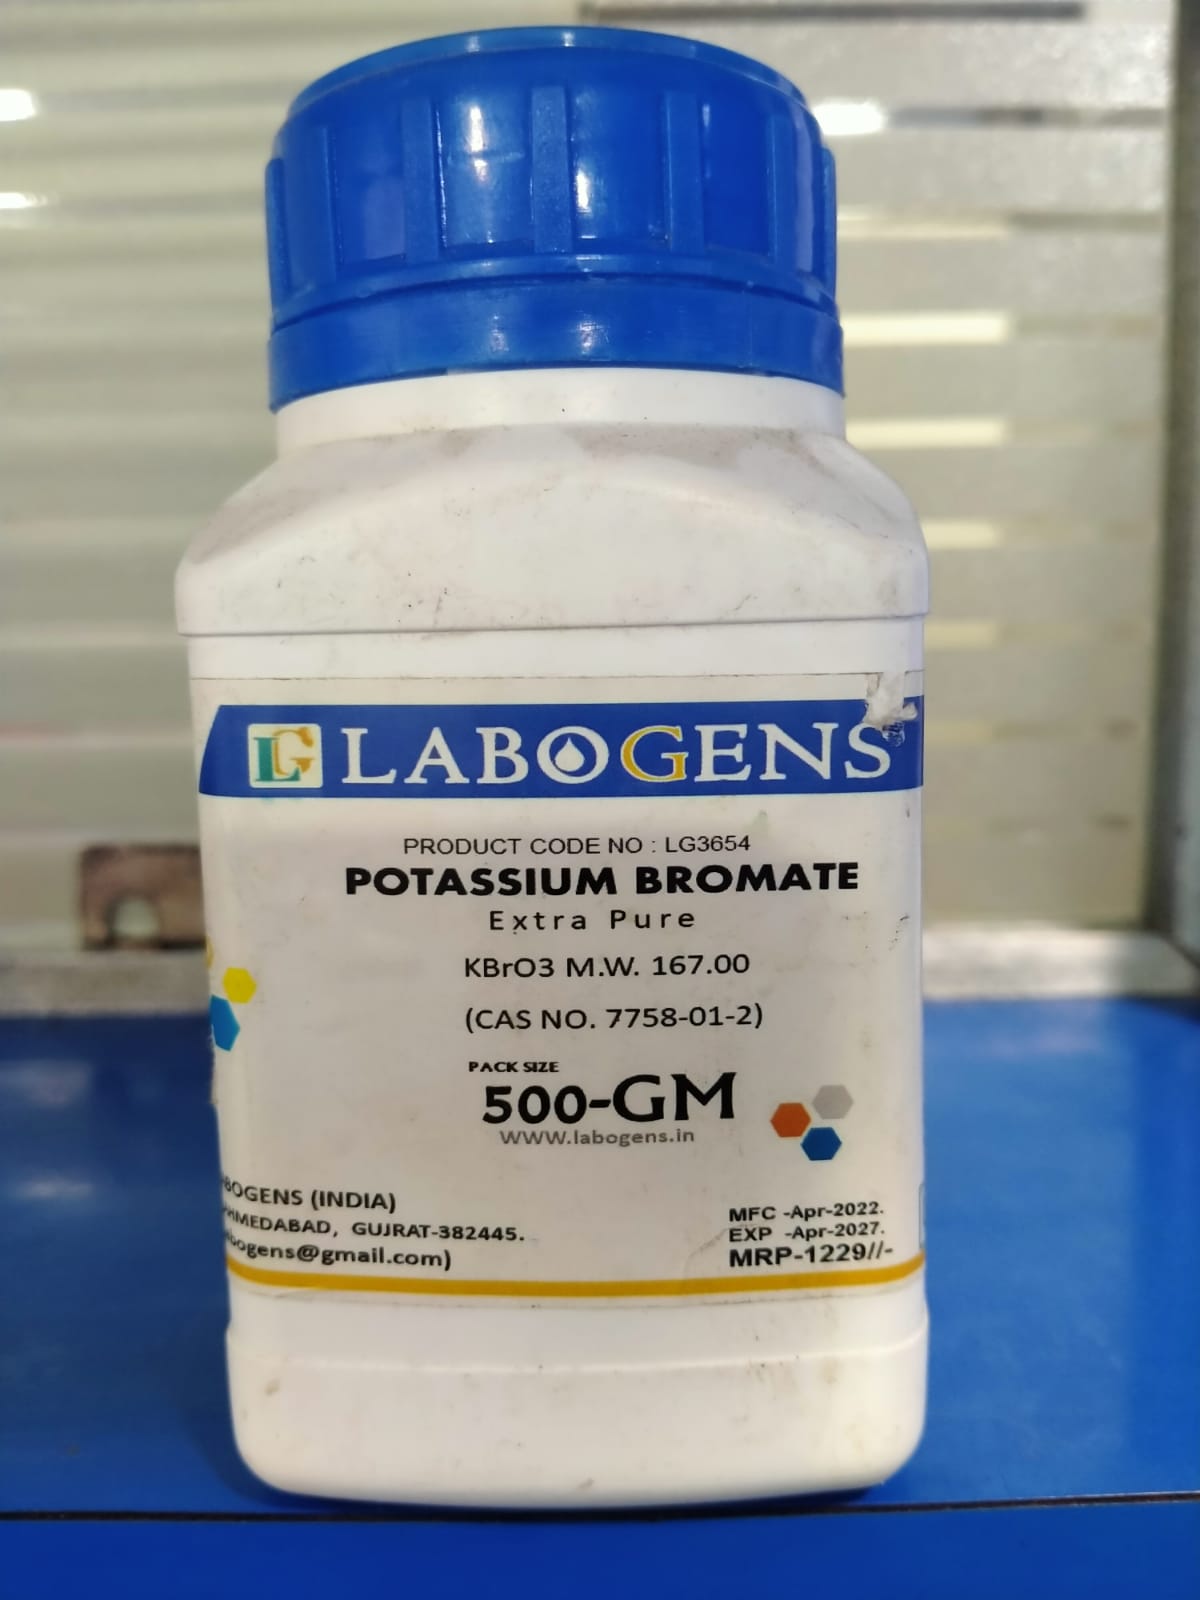 LG LABOGENS
PRODUCT CODE NO : LG3654
POTASSIUM BROMATE
Extra Pure
KBrO3 M.W. 167.00
(CAS NO. 7758-01-2)
PACK SIZE
500-GM
WWW.labogens.in
BOGENS (INDIA)
AHMEDABAD, GUJRAT-382445.
abogens@gmail.com)
MFC -Apr-2022.
EXP -Apr-2027.
MRP-1229//-